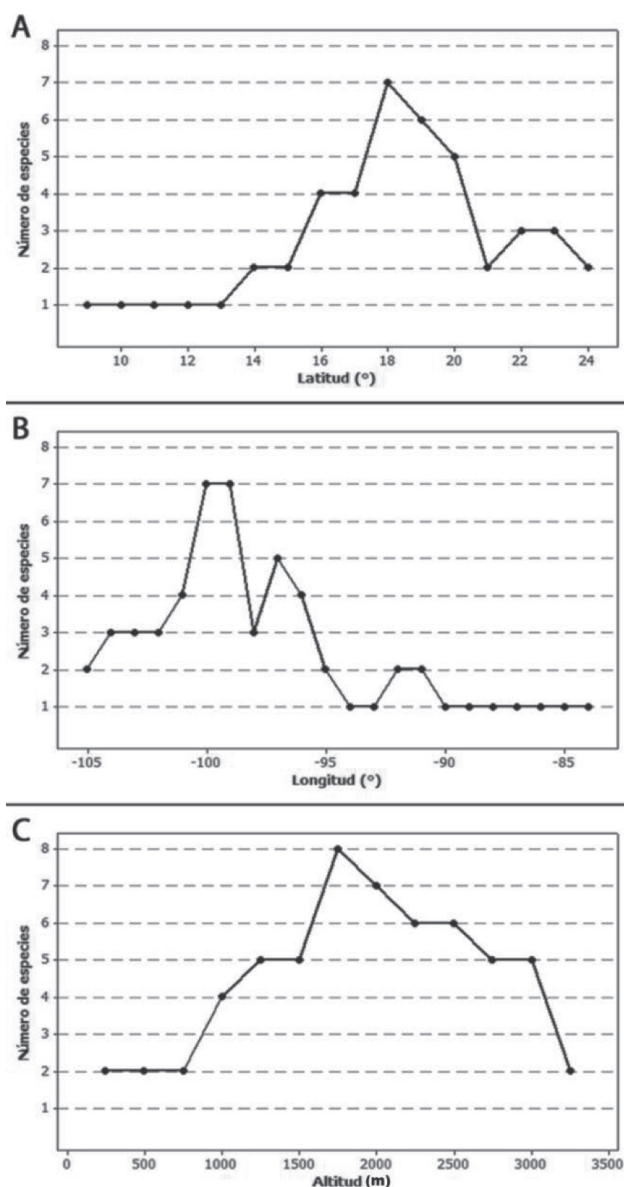 A
Número de especies
8
7
6
5
4
3
2
1
10 12 14 16 18 20 22 24
Latitud (°)
B
Número de especies
8
7
6
5
4
3
2
1
-105 -100 -95 -90 -85
Longitud (°)
C
Número de especies
8
7
6
5
4
3
2
1
0 500 1000 1500 2000 2500 3000 3500
Altitud (m)